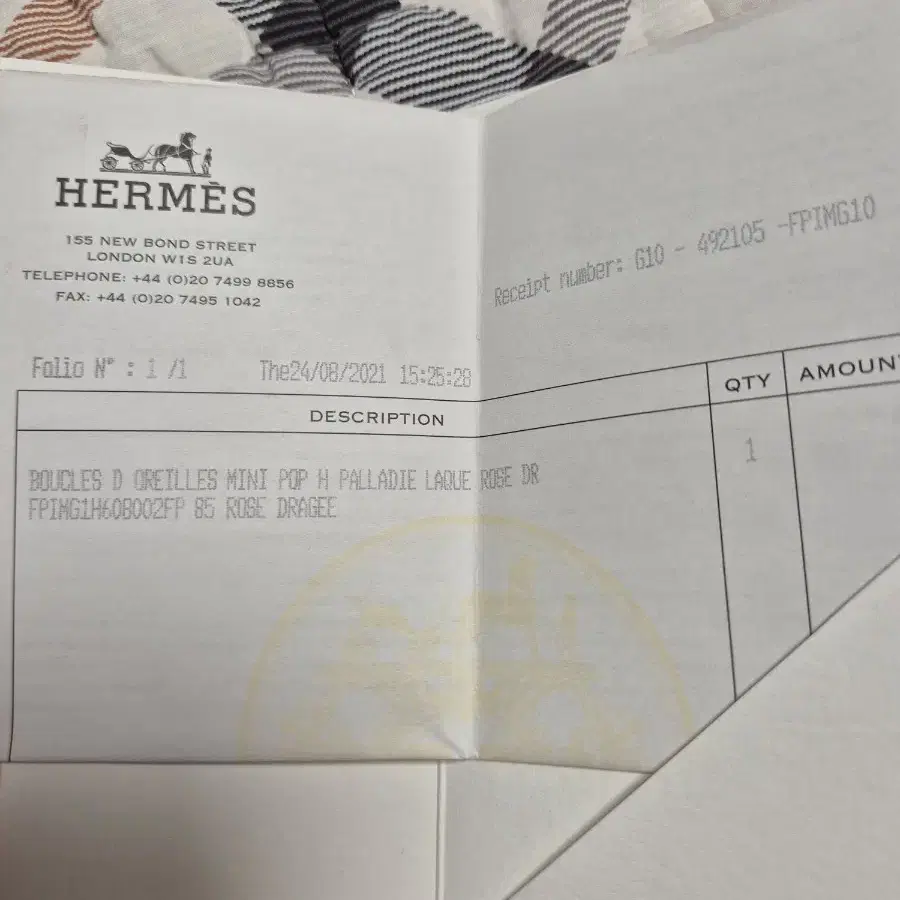 HERMÈS
155 NEW BOND STREET
LONDON W1S 2UA
TELEPHONE: +44 (0)20 7499 8856
FAX: +44 (0)20 7495 1042
Receipt number: G10 - 492105 -FPIMG10
Folio N° : 1 /1 The24/08/2021 15:25:28
DESCRIPTION QTY AMOUN
BOUCLES D OREILLES MINI POP H PALLADIE LAQUE ROSE DR 1
FPIMG1H608002FP 85 ROSE DRAGEE